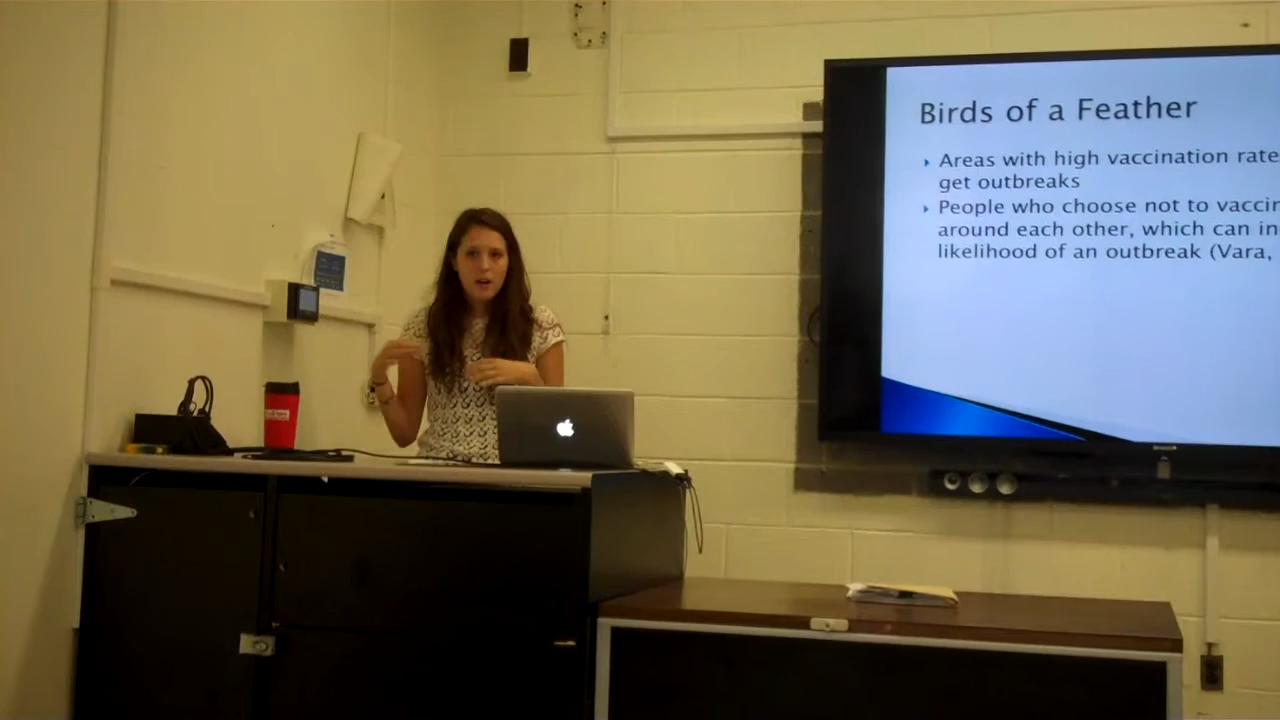 Birds of a Feather
Areas with high vaccination rate
get outbreaks
People who choose not to vaccin
around each other, which can in
likelihood of an outbreak (Vara,